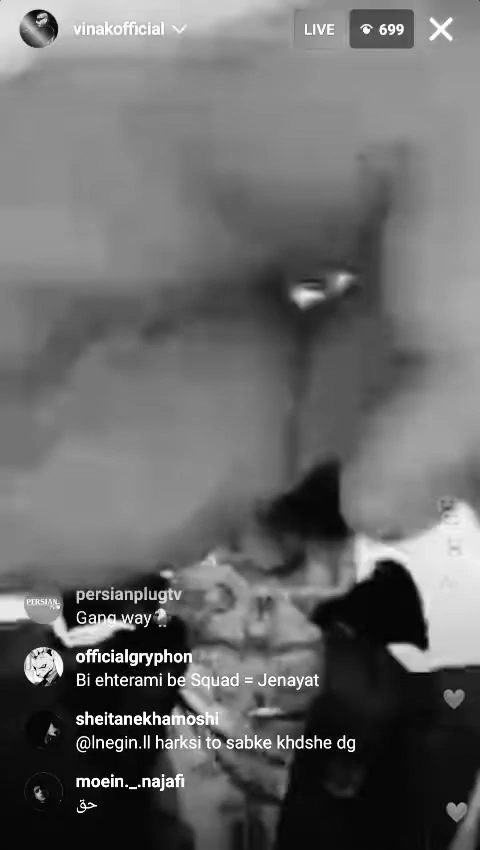 vinakofficial
LIVE
699
persianplugtv
Gang way
officialgryphon
Bi ehterami be Squad = Jenayat
sheitanekhamoshi
@lnegin.ll harksi to sabke khdshe dg
moein._.najafi
حق